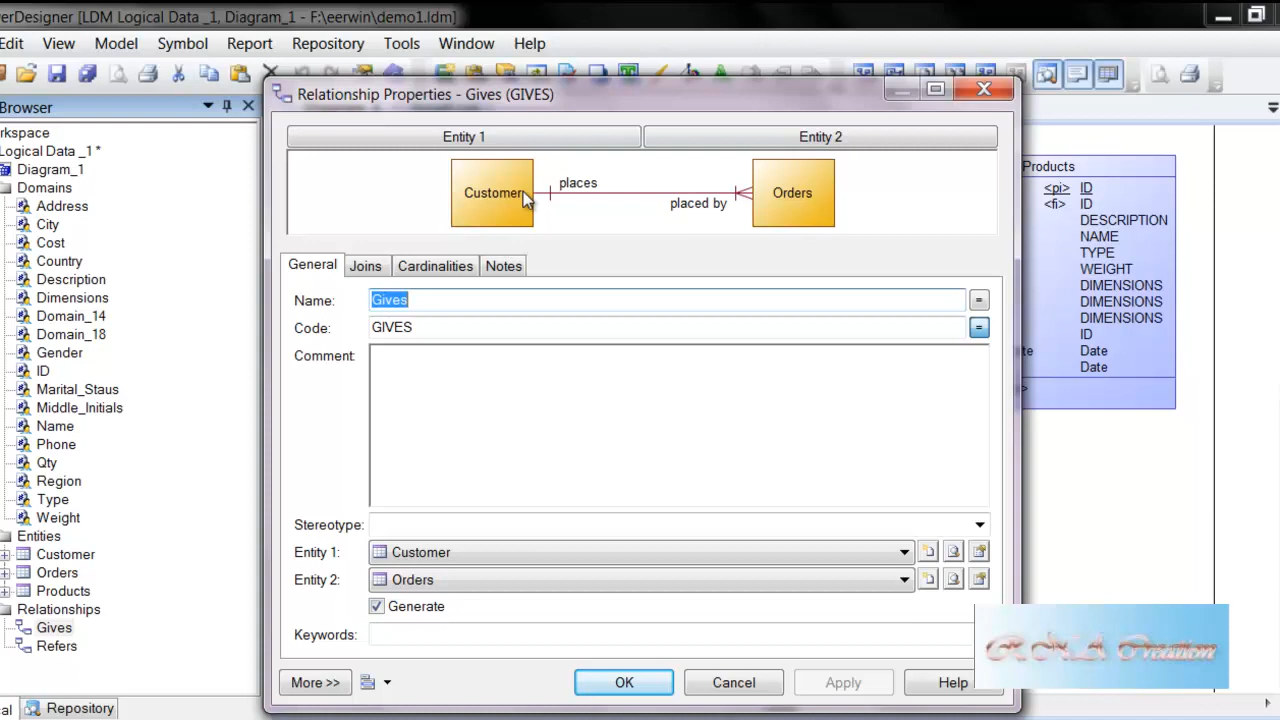 erDesigner [LDM Logical Data _1, Diagram_1 - F:\eerwin\demo1.ldm]
Edit View Model Symbol Report Repository Tools Window Help
Browser
kspace
Logical Data _1 *
Diagram_1
Domains
Address
City
Cost
Country
Description
Dimensions
Domain_14
Domain_18
Gender
ID
Marital_Staus
Middle_Initials
Name
Phone
Qty
Region
Type
Weight
Entities
Customer
Orders
Products
Relationships
Gives
Refers
cal Repository
Relationship Properties - Gives (GIVES)
Entity 1 Entity 2
Customer places placed by Orders
General Joins Cardinalities Notes
Name: Gives =
Code: GIVES =
Comment:
Stereotype:
Entity 1: Customer
Entity 2: Orders
Generate
Keywords:
More >> OK Cancel Apply Help
Products
<pi> ID
<fi> ID
DESCRIPTION
NAME
TYPE
WEIGHT
DIMENSIONS
DIMENSIONS
DIMENSIONS
ID
te Date
Date
>
RNA Creation